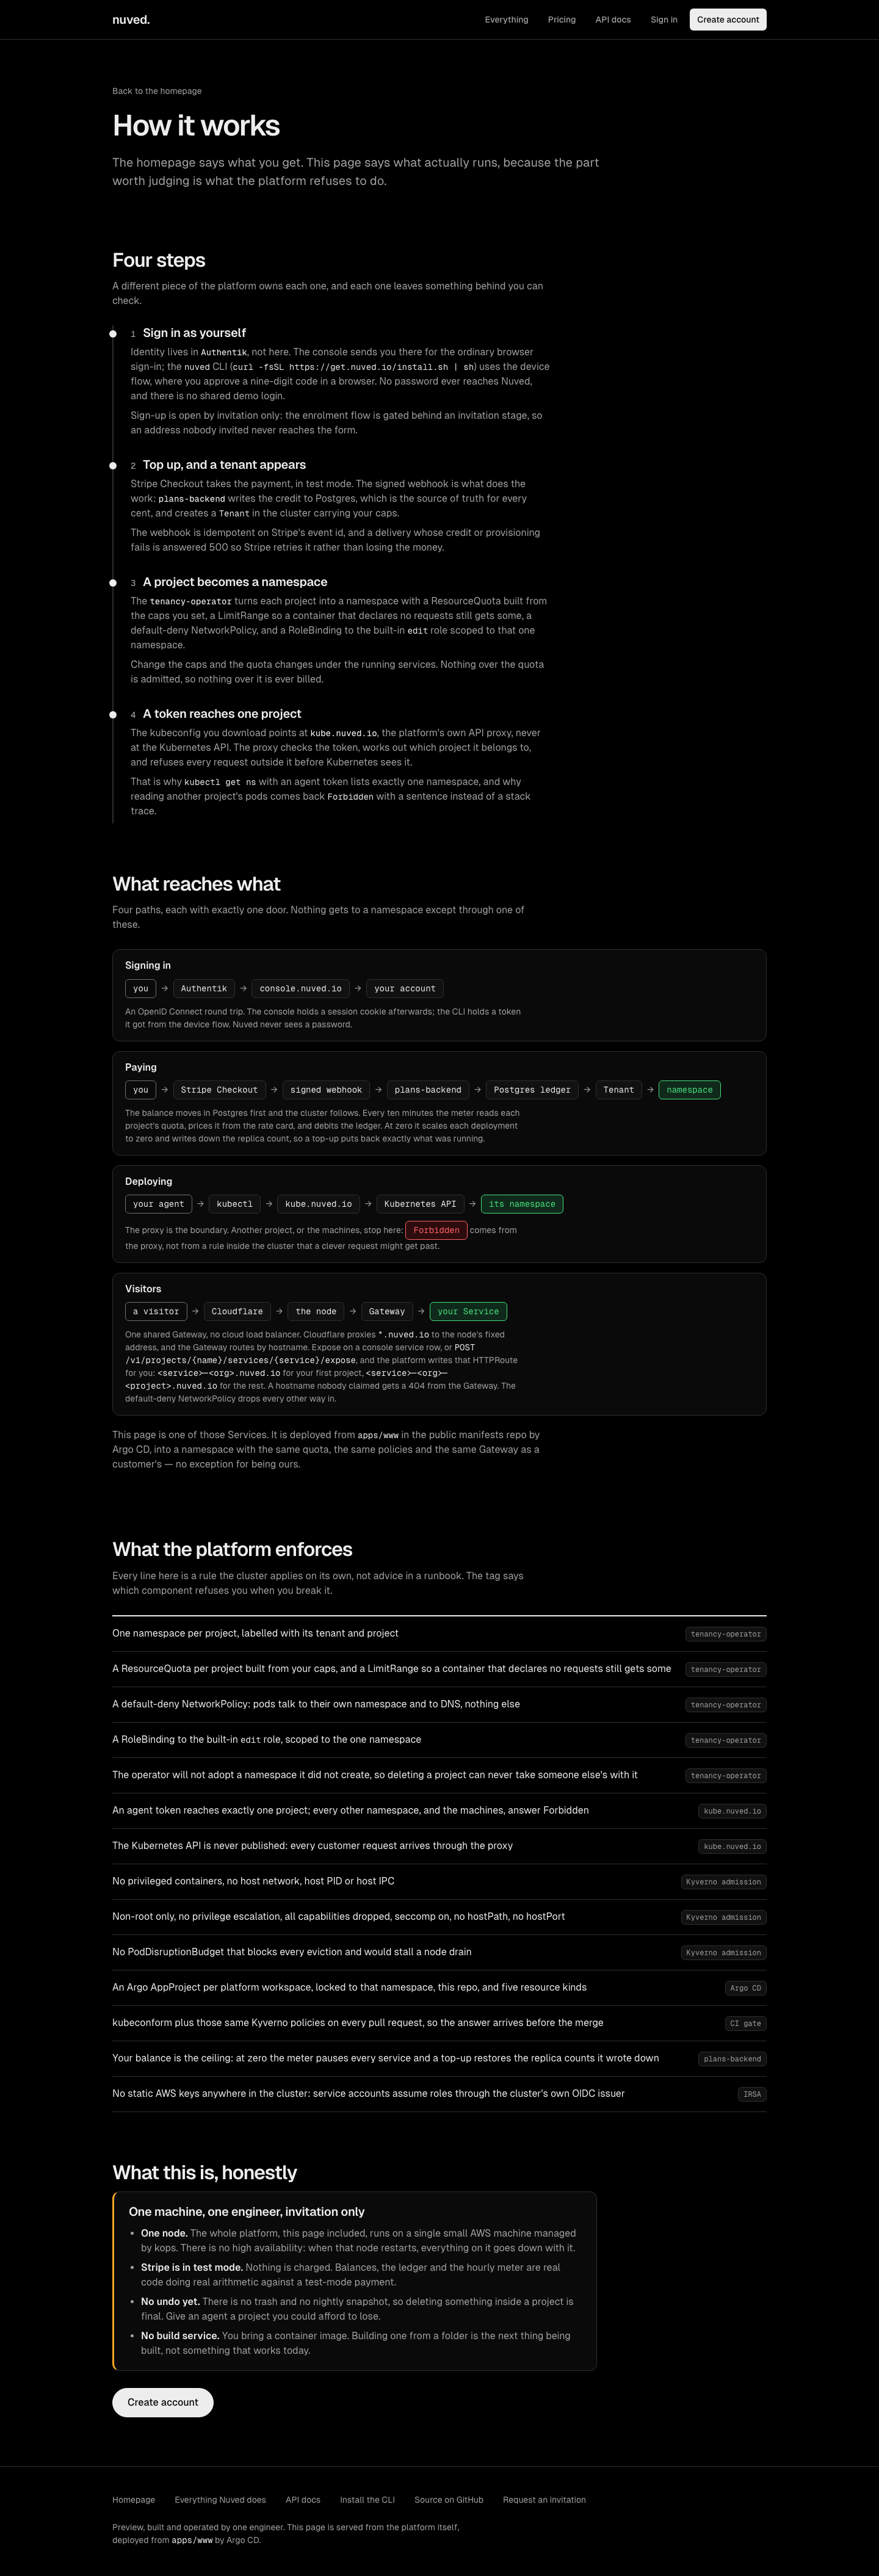 nuved.
Everything Pricing API docs Sign in Create account
Back to the homepage
How it works
The homepage says what you get. This page says what actually runs, because the part
worth judging is what the platform refuses to do.
Four steps
A different piece of the platform owns each one, and each one leaves something behind you can
check.
1 Sign in as yourself
Identity lives in Authentik, not here. The console sends you there for the ordinary browser
sign-in; the nuved CLI (curl -fsSL https://get.nuved.io/install.sh | sh) uses the device
flow, where you approve a nine-digit code in a browser. No password ever reaches Nuved,
and there is no shared demo login.
Sign-up is open by invitation only: the enrolment flow is gated behind an invitation stage, so
an address nobody invited never reaches the form.
2 Top up, and a tenant appears
Stripe Checkout takes the payment, in test mode. The signed webhook is what does the
work: plans-backend writes the credit to Postgres, which is the source of truth for every
cent, and creates a Tenant in the cluster carrying your caps.
The webhook is idempotent on Stripe's event id, and a delivery whose credit or provisioning
fails is answered 500 so Stripe retries it rather than losing the money.
3 A project becomes a namespace
The tenancy-operator turns each project into a namespace with a ResourceQuota built from
the caps you set, a LimitRange so a container that declares no requests still gets some, a
default-deny NetworkPolicy, and a RoleBinding to the built-in edit role scoped to that one
namespace.
Change the caps and the quota changes under the running services. Nothing over the quota
is admitted, so nothing over it is ever billed.
4 A token reaches one project
The kubeconfig you download points at kube.nuved.io, the platform's own API proxy, never
at the Kubernetes API. The proxy checks the token, works out which project it belongs to,
and refuses every request outside it before Kubernetes sees it.
That is why kubectl get ns with an agent token lists exactly one namespace, and why
reading another project's pods comes back Forbidden with a sentence instead of a stack
trace.
What reaches what
Four paths, each with exactly one door. Nothing gets to a namespace except through one of
these.
Signing in
you → Authentik → console.nuved.io → your account
An OpenID Connect round trip. The console holds a session cookie afterwards; the CLI holds a token
it got from the device flow. Nuved never sees a password.
Paying
you → Stripe Checkout → signed webhook → plans-backend → Postgres ledger → Tenant → namespace
The balance moves in Postgres first and the cluster follows. Every ten minutes the meter reads each
project's quota, prices it from the rate card, and debits the ledger. At zero it scales each deployment
to zero and writes down the replica count, so a top-up puts back exactly what was running.
Deploying
your agent → kubectl → kube.nuved.io → Kubernetes API → its namespace
The proxy is the boundary. Another project, or the machines, stop here: Forbidden comes from
the proxy, not from a rule inside the cluster that a clever request might get past.
Visitors
a visitor → Cloudflare → the node → Gateway → your Service
One shared Gateway, no cloud load balancer. Cloudflare proxies *.nuved.io to the node's fixed
address, and the Gateway routes by hostname. Expose on a console service row, or POST
/v1/projects/{name}/services/{service}/expose, and the platform writes that HTTPRoute
for you: <service>—<org>.nuved.io for your first project, <service>—<org>—
<project>.nuved.io for the rest. A hostname nobody claimed gets a 404 from the Gateway. The
default-deny NetworkPolicy drops every other way in.
This page is one of those Services. It is deployed from apps/www in the public manifests repo by
Argo CD, into a namespace with the same quota, the same policies and the same Gateway as a
customer's — no exception for being ours.
What the platform enforces
Every line here is a rule the cluster applies on its own, not advice in a runbook. The tag says
which component refuses you when you break it.
One namespace per project, labelled with its tenant and project tenancy-operator
A ResourceQuota per project built from your caps, and a LimitRange so a container that declares no requests still gets some tenancy-operator
A default-deny NetworkPolicy: pods talk to their own namespace and to DNS, nothing else tenancy-operator
A RoleBinding to the built-in edit role, scoped to the one namespace tenancy-operator
The operator will not adopt a namespace it did not create, so deleting a project can never take someone else's with it tenancy-operator
An agent token reaches exactly one project; every other namespace, and the machines, answer Forbidden kube.nuved.io
The Kubernetes API is never published: every customer request arrives through the proxy kube.nuved.io
No privileged containers, no host network, host PID or host IPC Kyverno admission
Non-root only, no privilege escalation, all capabilities dropped, seccomp on, no hostPath, no hostPort Kyverno admission
No PodDisruptionBudget that blocks every eviction and would stall a node drain Kyverno admission
An Argo AppProject per platform workspace, locked to that namespace, this repo, and five resource kinds Argo CD
kubeconform plus those same Kyverno policies on every pull request, so the answer arrives before the merge CI gate
Your balance is the ceiling: at zero the meter pauses every service and a top-up restores the replica counts it wrote down plans-backend
No static AWS keys anywhere in the cluster: service accounts assume roles through the cluster's own OIDC issuer IRSA
What this is, honestly
One machine, one engineer, invitation only
• One node. The whole platform, this page included, runs on a single small AWS machine managed
by kops. There is no high availability: when that node restarts, everything on it goes down with it.
• Stripe is in test mode. Nothing is charged. Balances, the ledger and the hourly meter are real
code doing real arithmetic against a test-mode payment.
• No undo yet. There is no trash and no nightly snapshot, so deleting something inside a project is
final. Give an agent a project you could afford to lose.
• No build service. You bring a container image. Building one from a folder is the next thing being
built, not something that works today.
Create account
Homepage Everything Nuved does API docs Install the CLI Source on GitHub Request an invitation
Preview, built and operated by one engineer. This page is served from the platform itself,
deployed from apps/www by Argo CD.